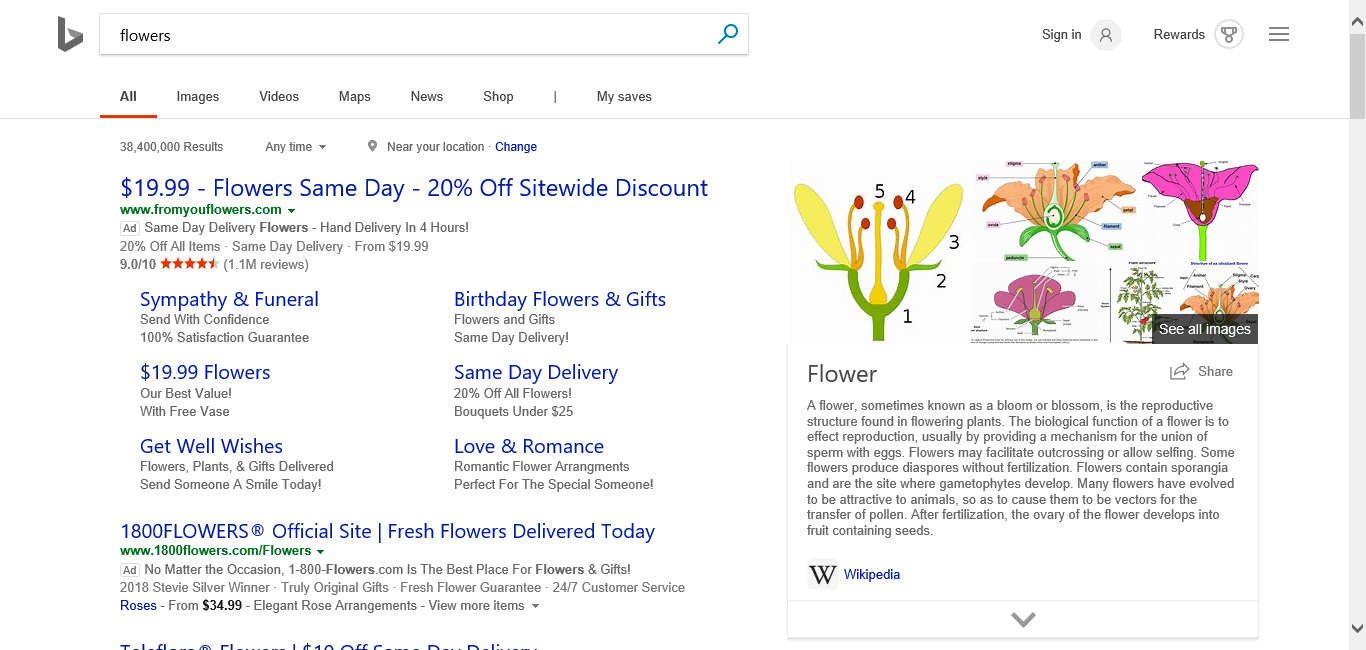 flowers
Sign in
Rewards
All Images Videos Maps News Shop | My saves
38,400,000 Results Any time Near your location · Change
$19.99 - Flowers Same Day - 20% Off Sitewide Discount
www.fromyouflowers.com
Ad Same Day Delivery Flowers - Hand Delivery In 4 Hours!
20% Off All Items · Same Day Delivery · From $19.99
9.0/10 (1.1M reviews)
Sympathy & Funeral
Send With Confidence
100% Satisfaction Guarantee
Birthday Flowers & Gifts
Flowers and Gifts
Same Day Delivery!
$19.99 Flowers
Our Best Value!
With Free Vase
Same Day Delivery
20% Off All Flowers!
Bouquets Under $25
Get Well Wishes
Flowers, Plants, & Gifts Delivered
Send Someone A Smile Today!
Love & Romance
Romantic Flower Arrangments
Perfect For The Special Someone!
1800FLOWERS® Official Site | Fresh Flowers Delivered Today
www.1800flowers.com/Flowers
Ad No Matter the Occasion, 1-800-Flowers.com Is The Best Place For Flowers & Gifts!
2018 Stevie Silver Winner · Truly Original Gifts · Fresh Flower Guarantee · 24/7 Customer Service
Roses - From $34.99 - Elegant Rose Arrangements - View more items
Teleflora® Flowers | $10 Off Same Day Delivery
5
4
3
2
1
stigma
anther
style
petal
ovule
filament
sepal
peduncle
See all images
Flower
Share
A flower, sometimes known as a bloom or blossom, is the reproductive
structure found in flowering plants. The biological function of a flower is to
effect reproduction, usually by providing a mechanism for the union of
sperm with eggs. Flowers may facilitate outcrossing or allow selfing. Some
flowers produce diaspores without fertilization. Flowers contain sporangia
and are the site where gametophytes develop. Many flowers have evolved
to be attractive to animals, so as to cause them to be vectors for the
transfer of pollen. After fertilization, the ovary of the flower develops into
fruit containing seeds.
W Wikipedia